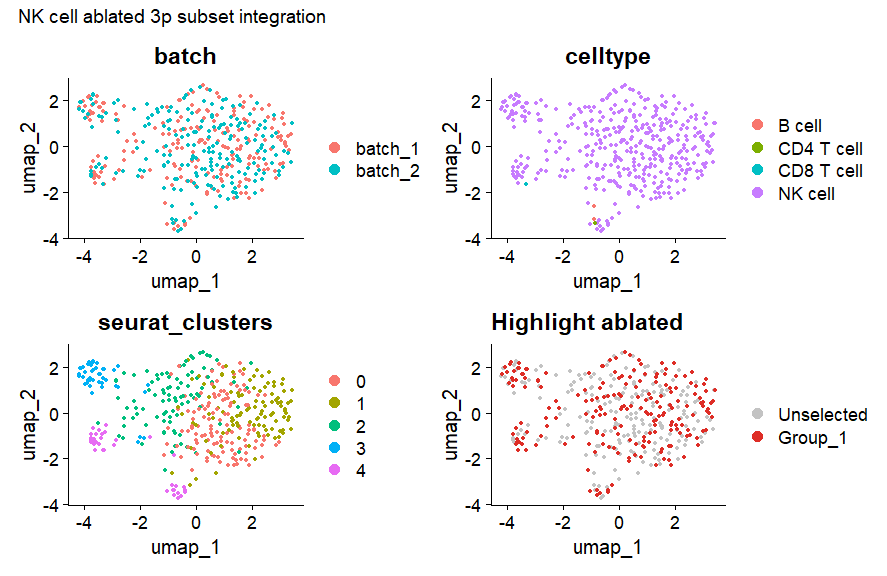 NK cell ablated 3p subset integration
batch
umap_2
2
0
-2
-4
-4
-2
0
2
umap_1
batch_1
batch_2
celltype
umap_2
2
0
-2
-4
-4
-2
0
2
umap_1
B cell
CD4 T cell
CD8 T cell
NK cell
seurat_clusters
umap_2
2
0
-2
-4
-4
-2
0
2
umap_1
0
1
2
3
4
Highlight ablated
umap_2
2
0
-2
-4
-4
-2
0
2
umap_1
Unselected
Group_1